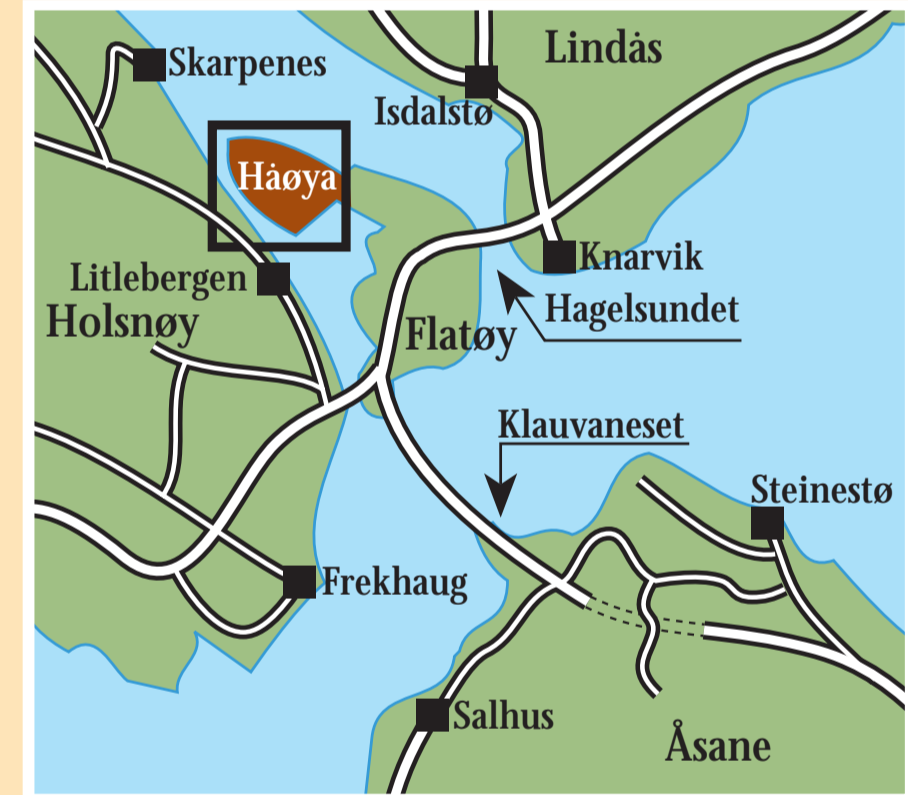 Lindås
Skarpenes
Isdalstø
Håøya
Knarvik
Litlebergen
Hagelsundet
Holsnøy
Flatøy
Klauvaneset
Steinestø
Frekhaug
Salhus
Åsane